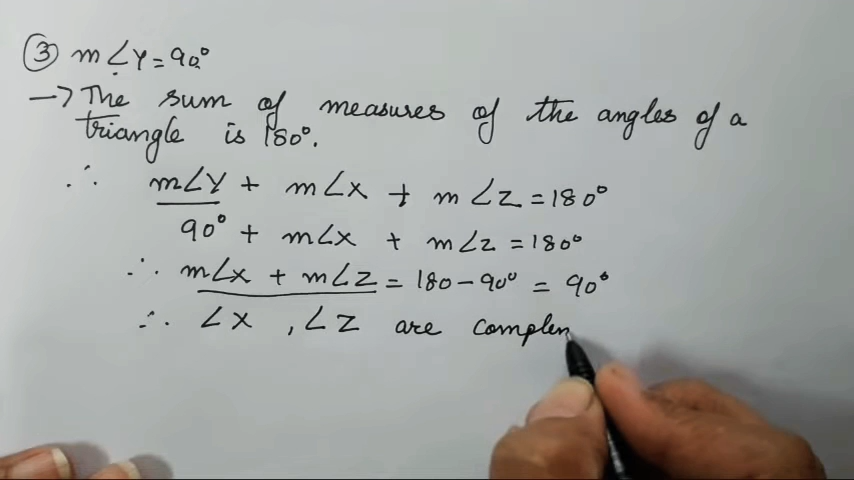 ③ m∠Y = 90°
→ The sum of measures of the angles of a
triangle is 180°.
∴ m∠Y + m∠X + m∠Z = 180°
90° + m∠X + m∠Z = 180°
∴ m∠X + m∠Z = 180 - 90° = 90°
∴ ∠X , ∠Z are complem